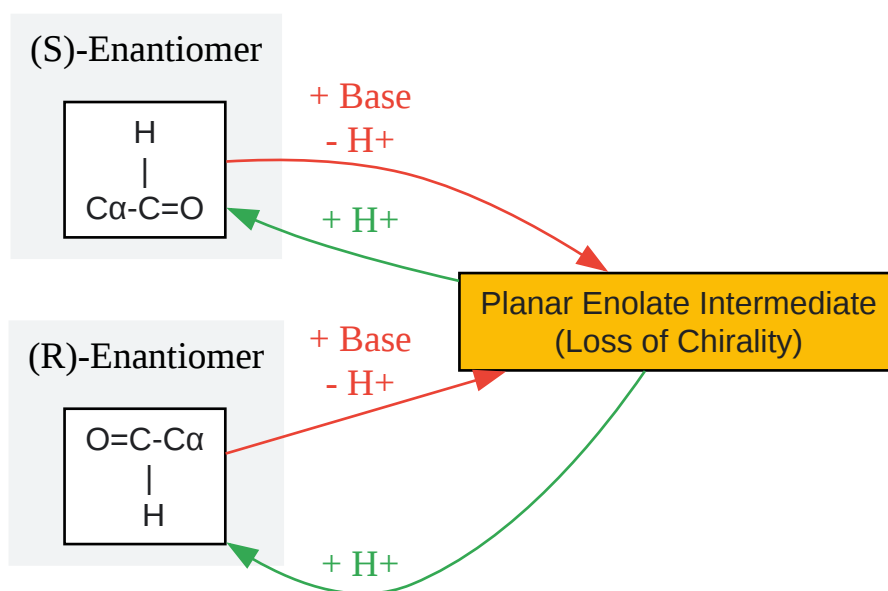 (S)-Enantiomer
H
|
Cα-C=O
+ Base
- H+
+ H+
Planar Enolate Intermediate
(Loss of Chirality)
(R)-Enantiomer
O=C-Cα
|
H
+ Base
- H+
+ H+